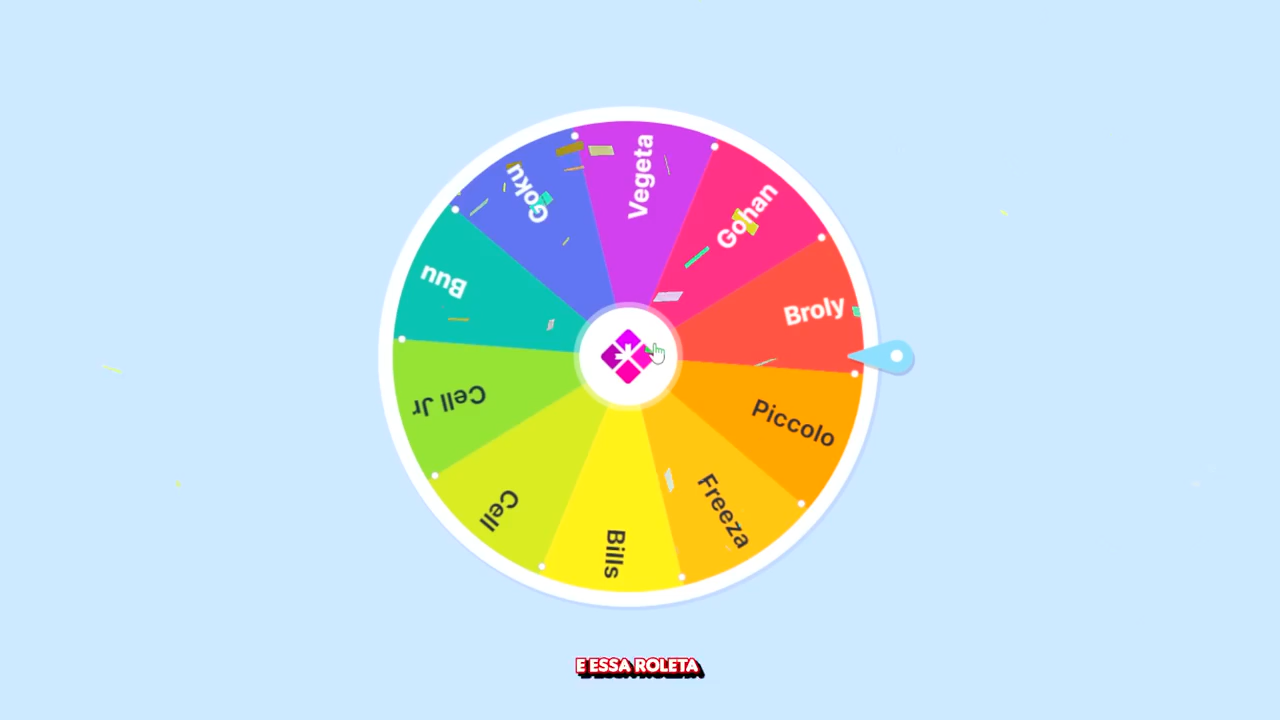 Vegeta
Gohan
Broly
Piccolo
Freeza
Bills
Cell
Cell Jr
Buu
Goku
E ESSA ROLETA